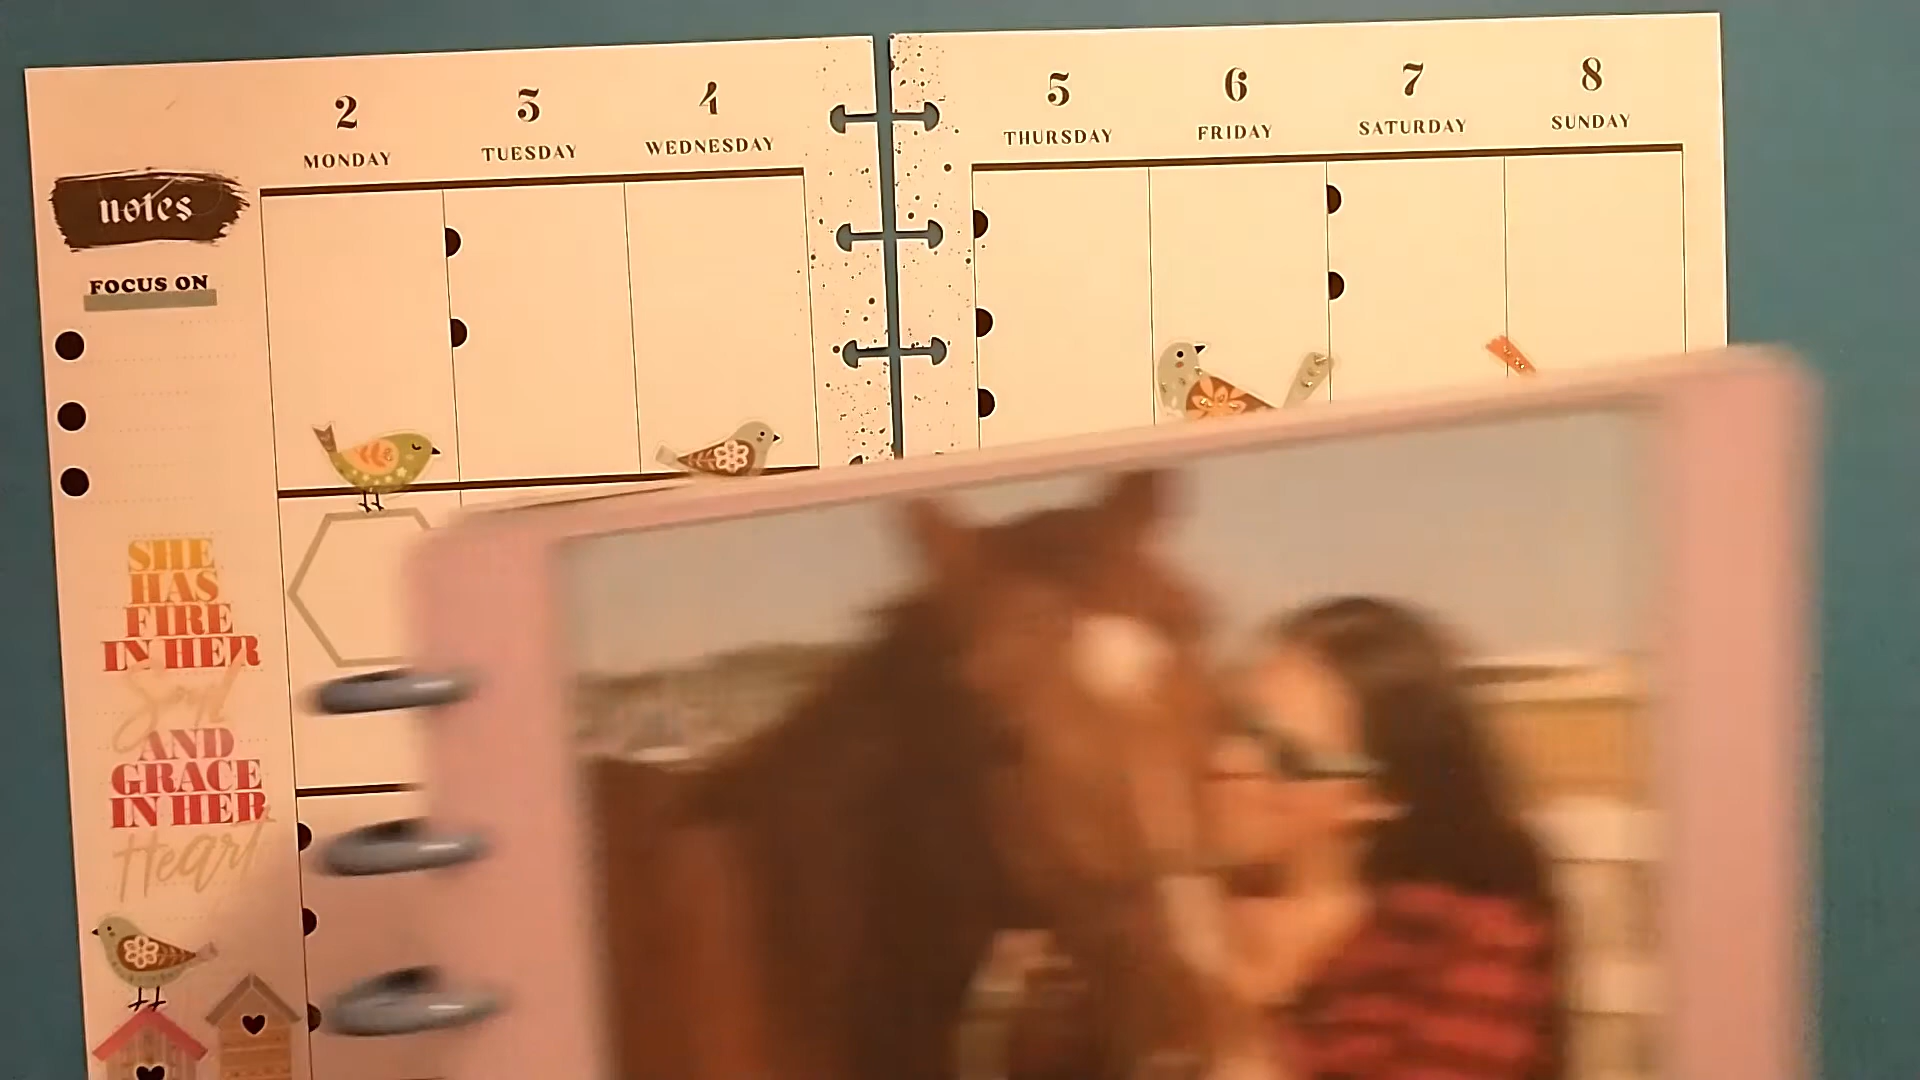 2 3 4 5 6 7 8
MONDAY TUESDAY WEDNESDAY THURSDAY FRIDAY SATURDAY SUNDAY
notes
FOCUS ON
SHE
HAS
FIRE
IN HER
Soul
AND
GRACE
IN HER
Heart